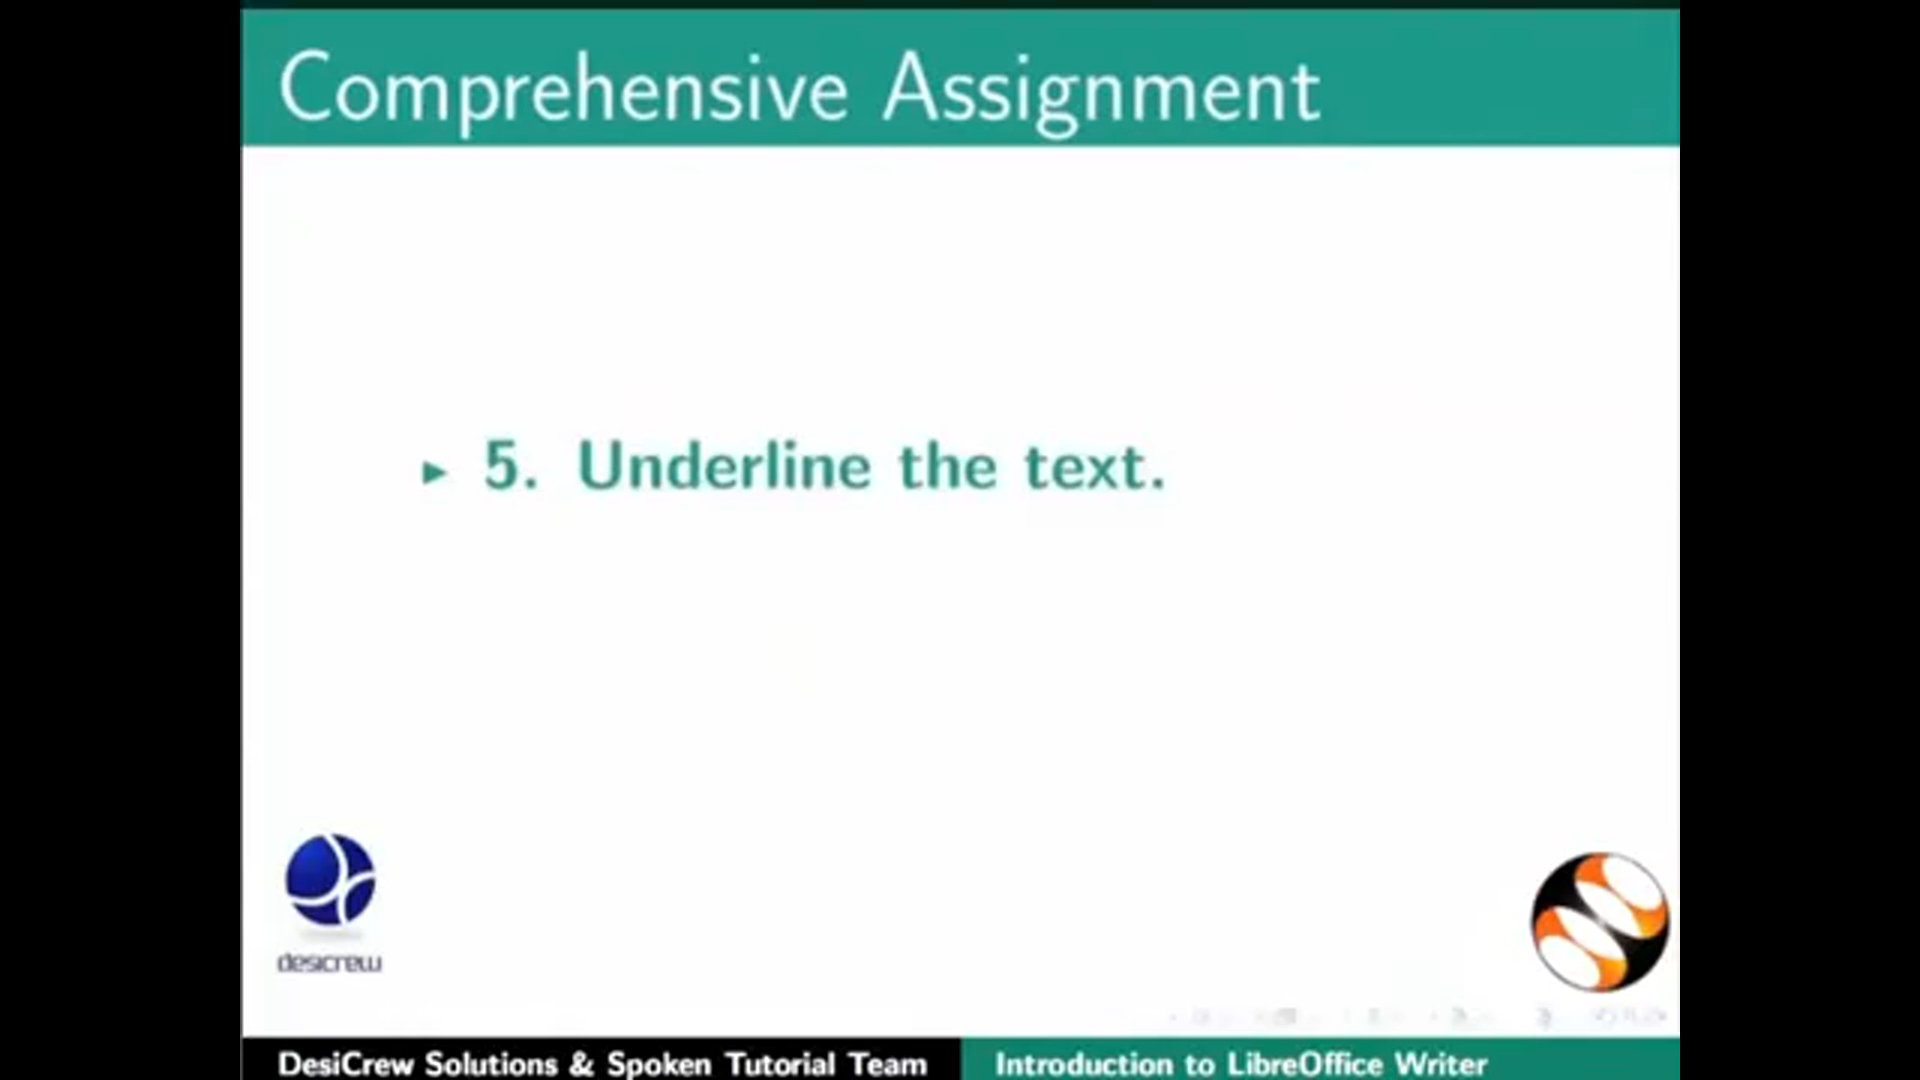 Comprehensive Assignment
▶ 5. Underline the text.
desicrew
DesiCrew Solutions & Spoken Tutorial Team
Introduction to LibreOffice Writer